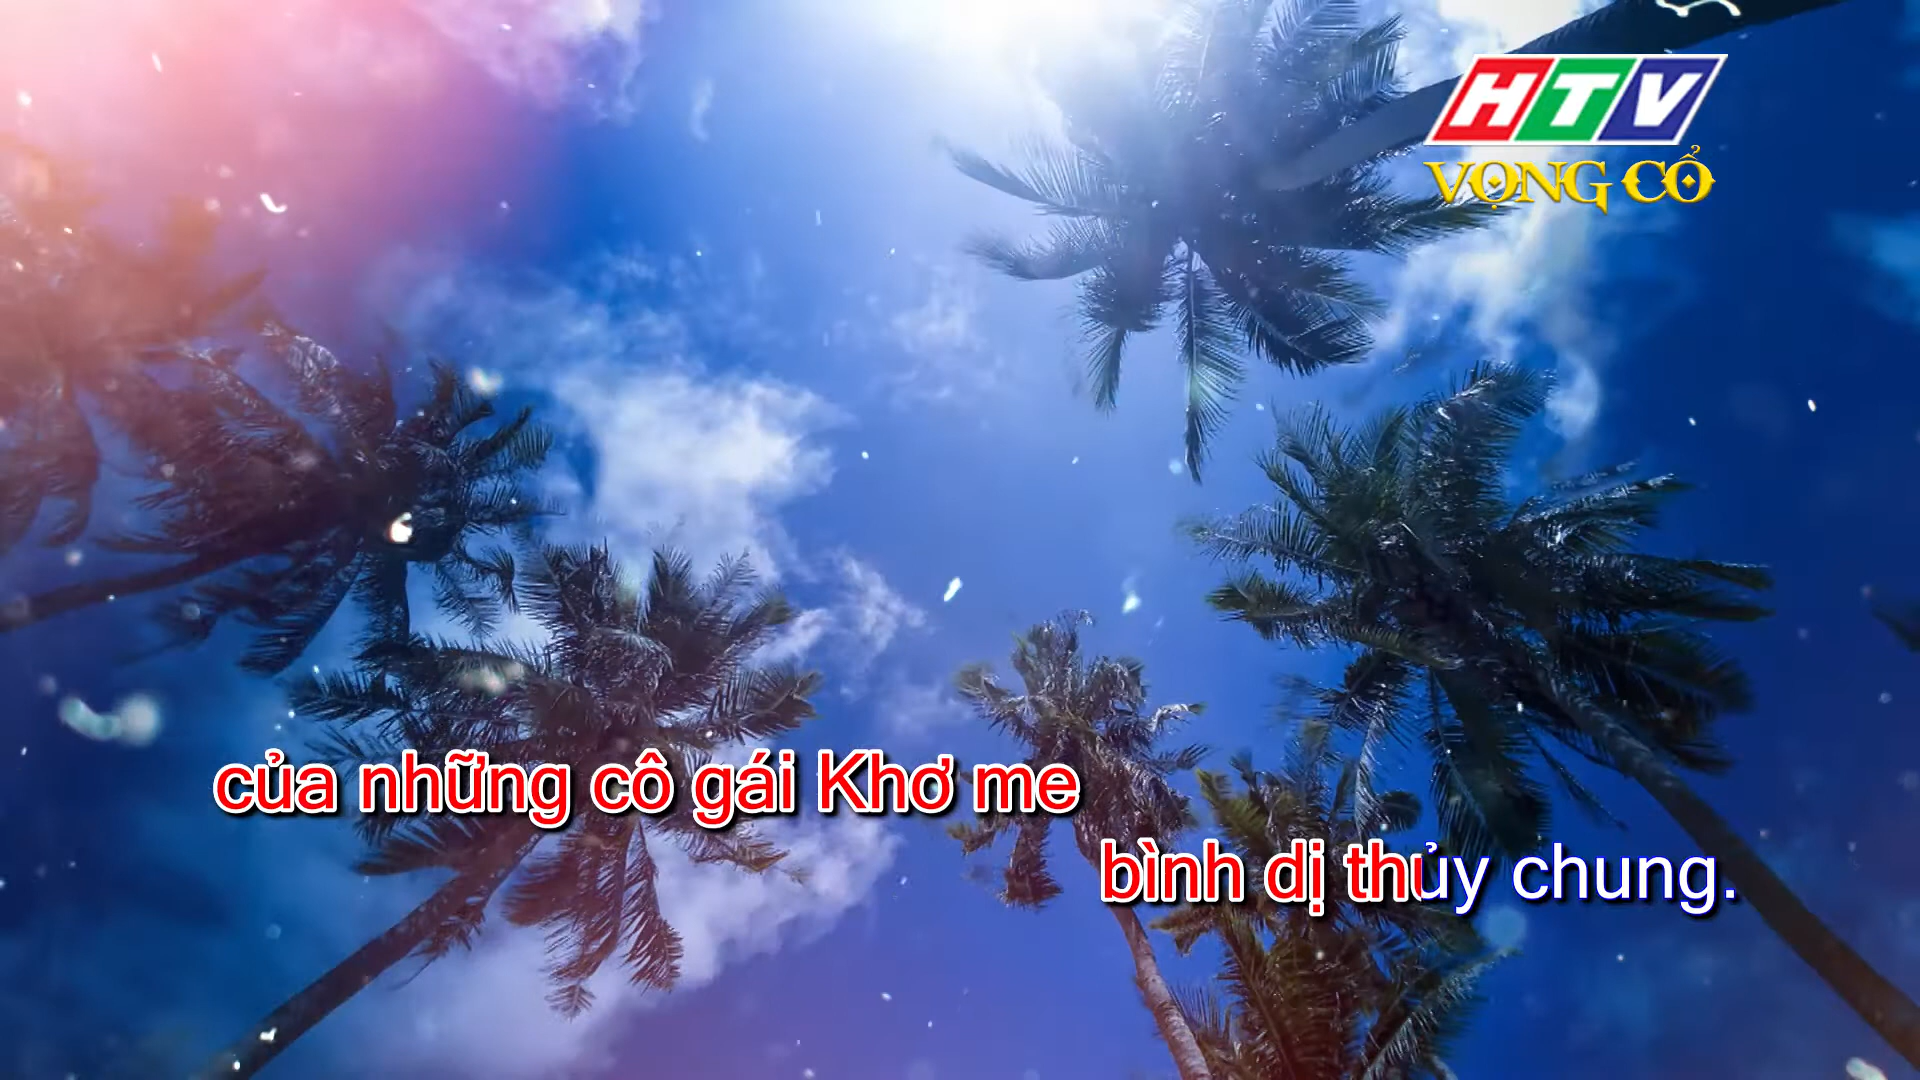 HTV
VỌNG CỔ
của những cô gái Khơ me
bình dị thủy chung.